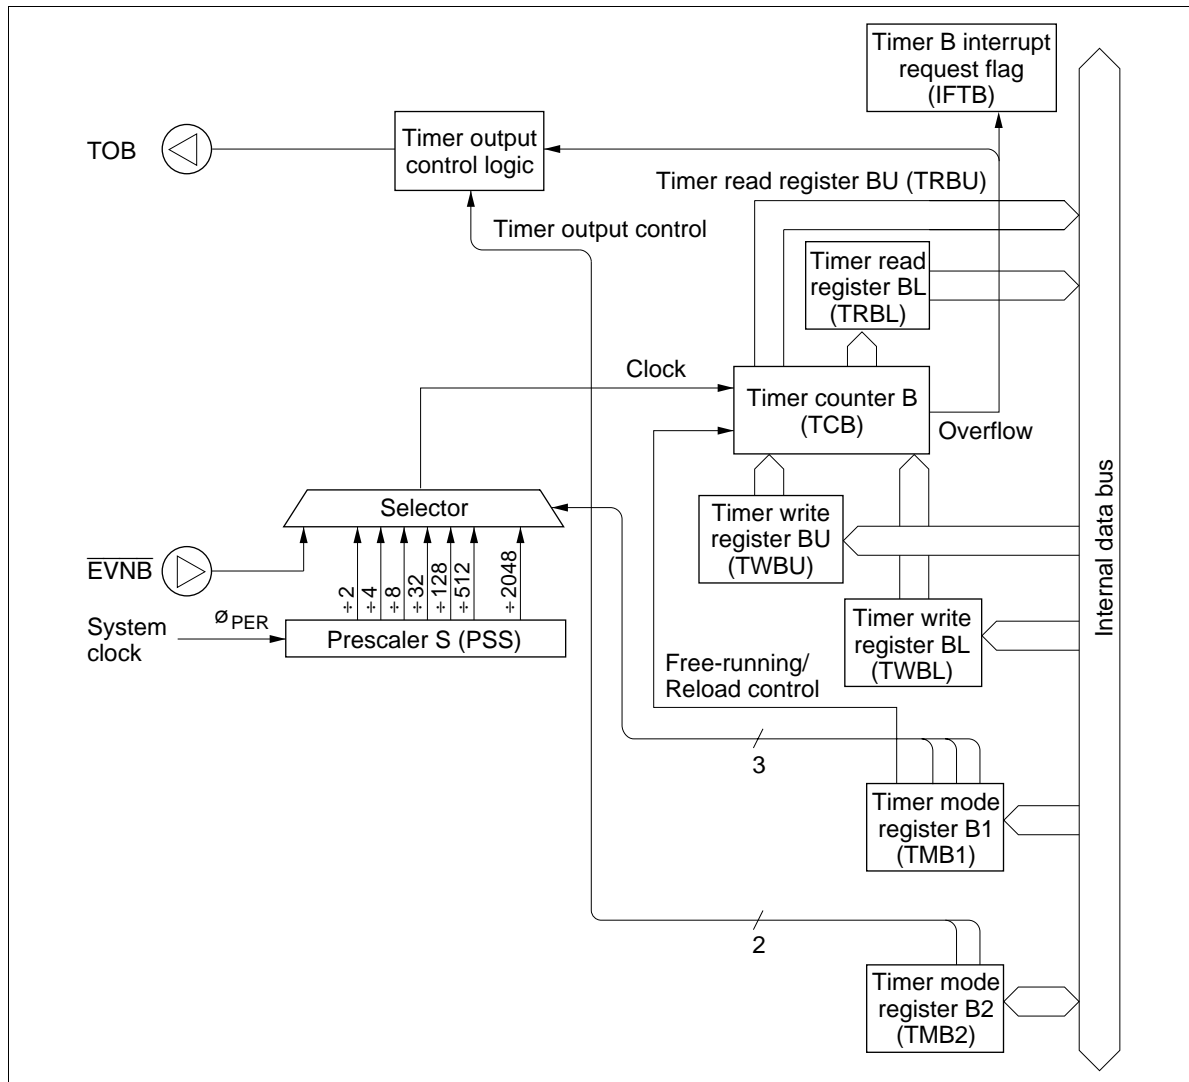 Timer B interrupt
request flag
(IFTB)
TOB
Timer output
control logic
Timer read register BU (TRBU)
Timer output control
Timer read
register BL
(TRBL)
Clock
Timer counter B
(TCB)
Overflow
Internal data bus
Selector
Timer write
register BU
(TWBU)
EVNB
÷2
÷4
÷8
÷32
÷128
÷512
÷2048
System
clock
ø PER
Prescaler S (PSS)
Timer write
register BL
(TWBL)
Free-running/
Reload control
3
Timer mode
register B1
(TMB1)
2
Timer mode
register B2
(TMB2)